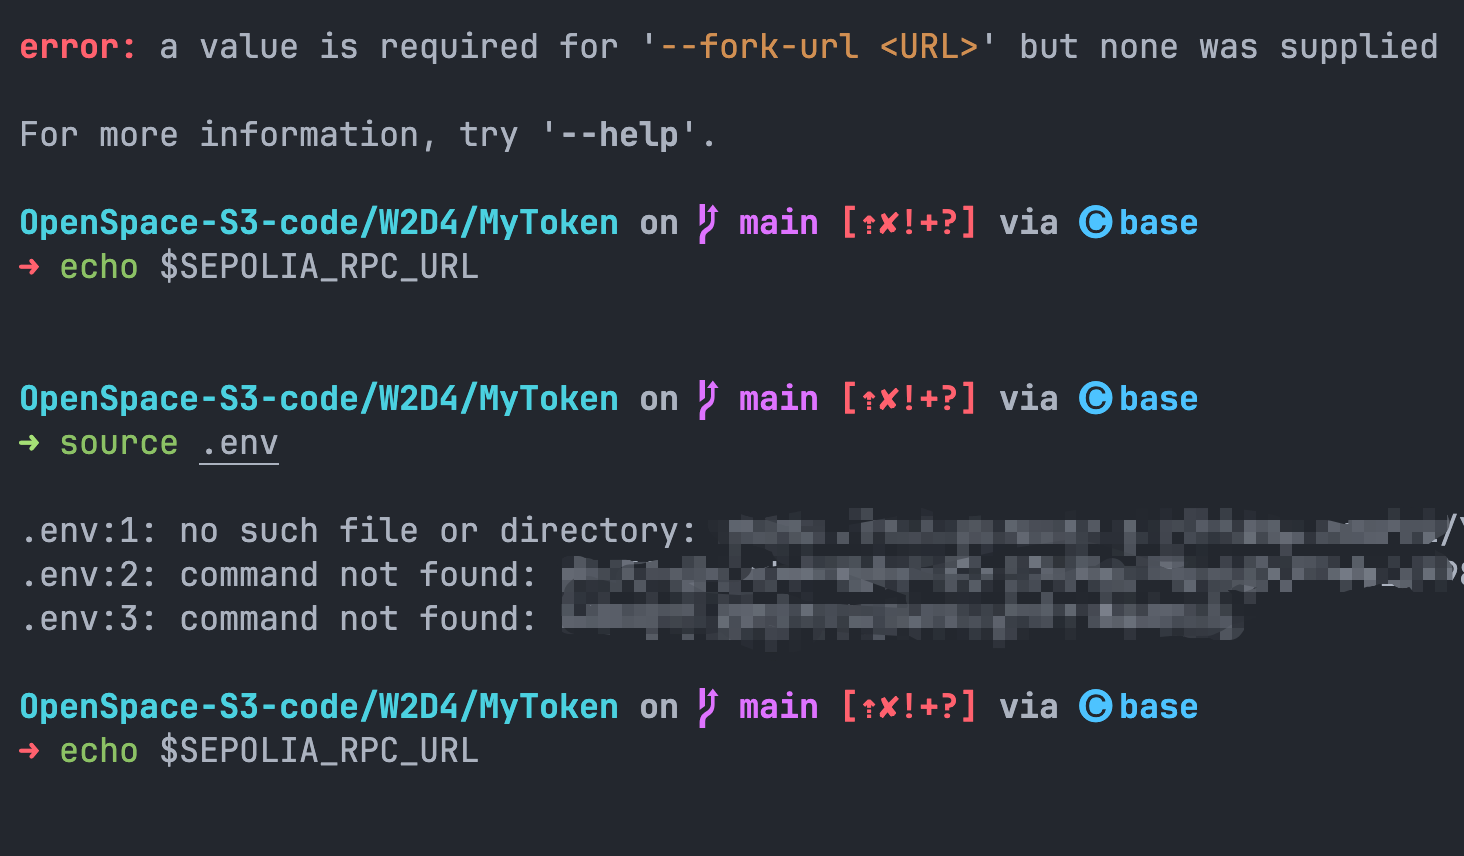 error: a value is required for '--fork-url <URL>' but none was supplied
For more information, try '--help'.
OpenSpace-S3-code/W2D4/MyToken on main [⇡✘!+?] via 🅒 base
➜ echo $SEPOLIA_RPC_URL
OpenSpace-S3-code/W2D4/MyToken on main [⇡✘!+?] via 🅒 base
➜ source .env
.env:1: no such file or directory:
.env:2: command not found:
.env:3: command not found:
OpenSpace-S3-code/W2D4/MyToken on main [⇡✘!+?] via 🅒 base
➜ echo $SEPOLIA_RPC_URL